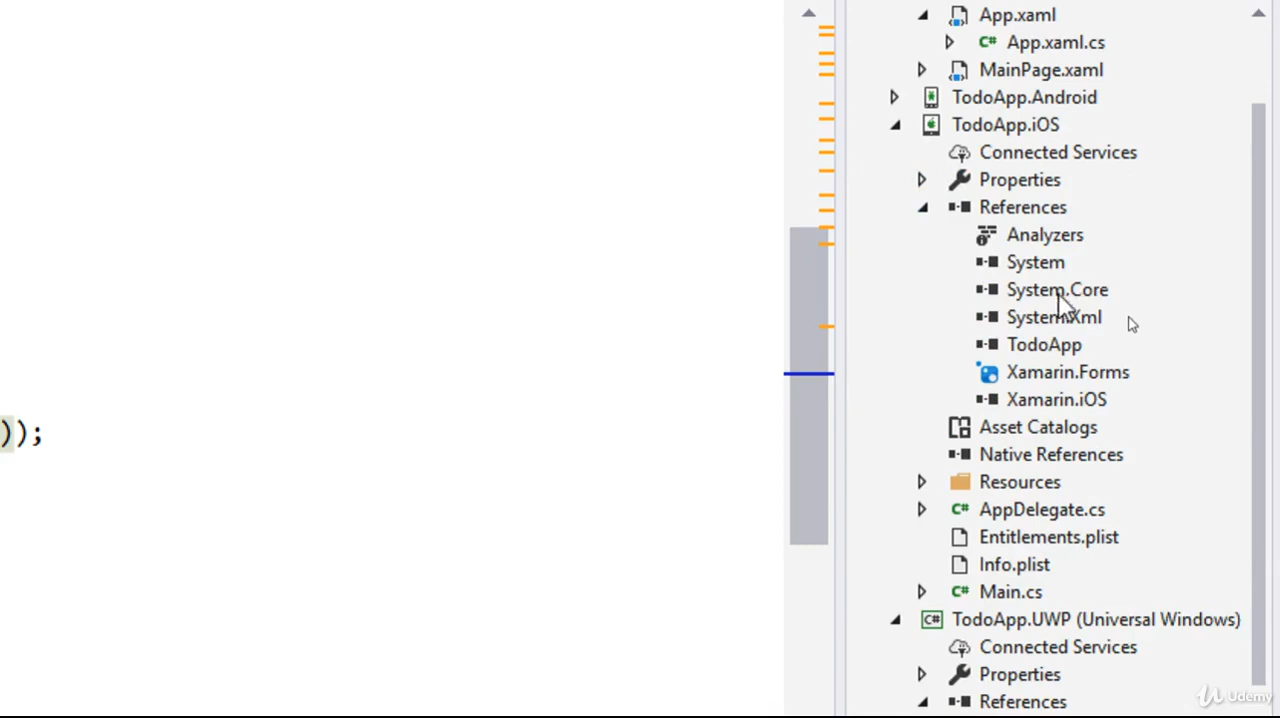 App.xaml
C# App.xaml.cs
MainPage.xaml
TodoApp.Android
TodoApp.iOS
Connected Services
Properties
References
Analyzers
System
System.Core
System.Xml
TodoApp
Xamarin.Forms
Xamarin.iOS
Asset Catalogs
));
Native References
Resources
C# AppDelegate.cs
Entitlements.plist
Info.plist
C# Main.cs
C# TodoApp.UWP (Universal Windows)
Connected Services
Properties
References
Udemy